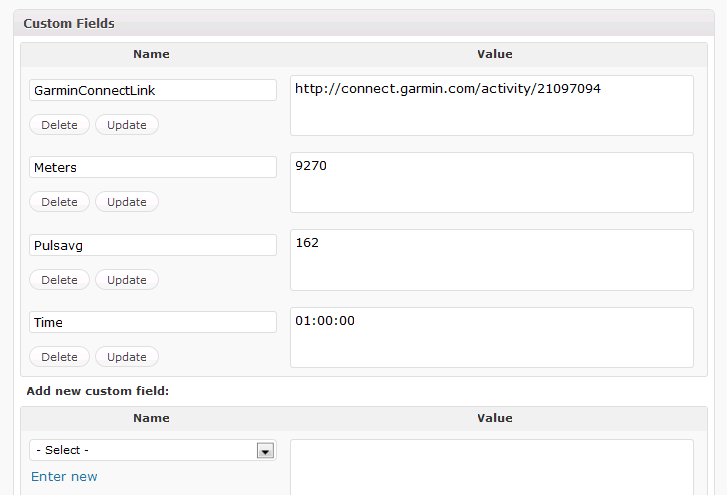 Custom Fields
Name Value
GarminConnectLink http://connect.garmin.com/activity/21097094
Delete Update
Meters 9270
Delete Update
Pulsavg 162
Delete Update
Time 01:00:00
Delete Update
Add new custom field:
Name Value
- Select -
Enter new